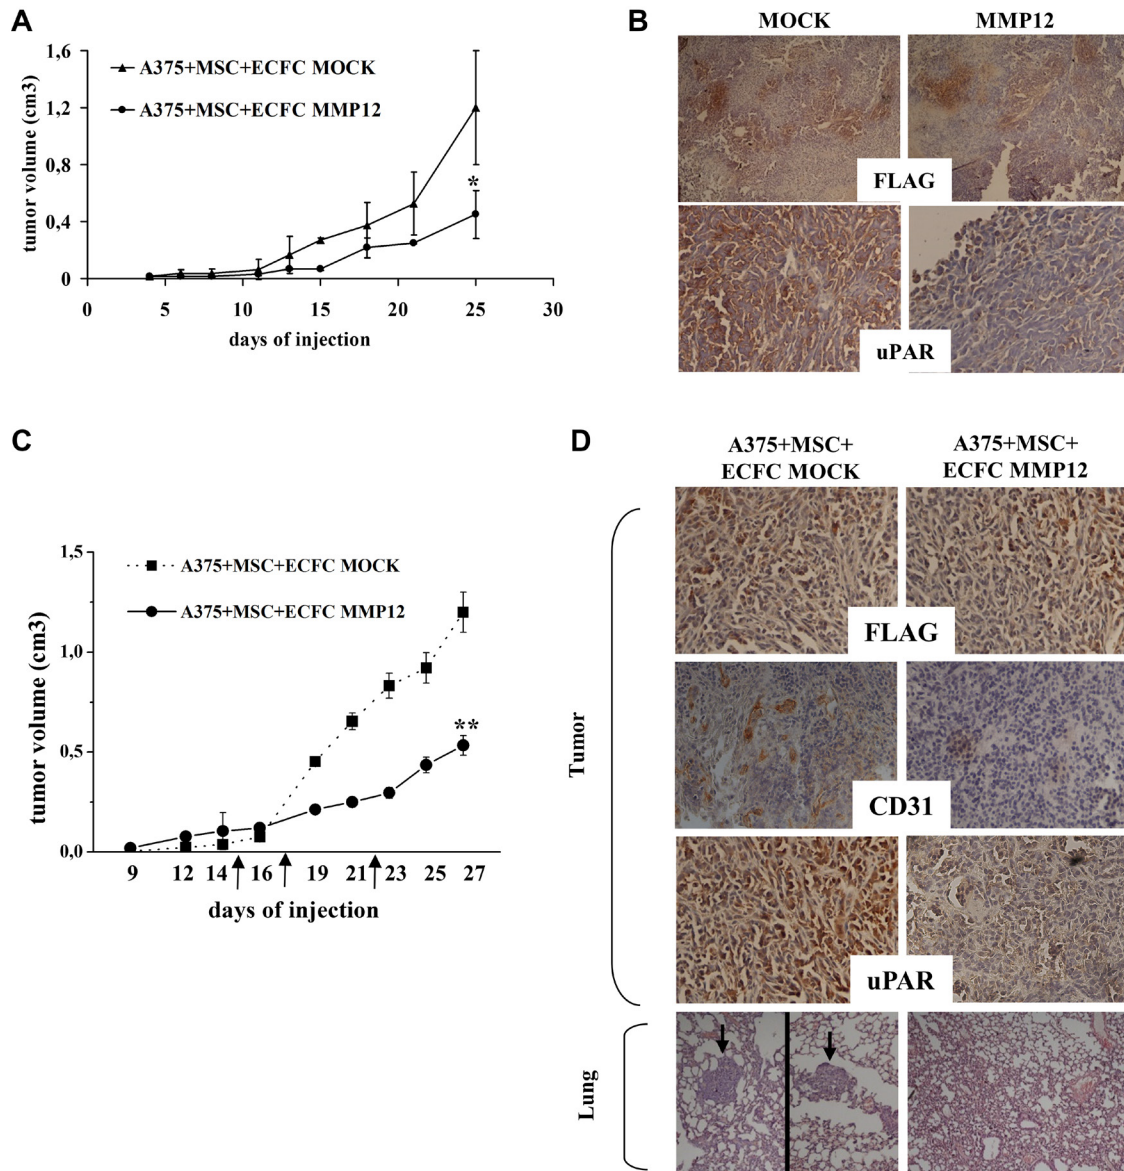 A
1,6
A375+MSC+ECFC MOCK
1,2
A375+MSC+ECFC MMP12
tumor volume (cm3)
0,8
0,4
*
0
0
5
10
15
20
25
30
days of injection
B
MOCK
MMP12
FLAG
uPAR
C
1,5
A375+MSC+ECFC MOCK
A375+MSC+ECFC MMP12
1,0
tumor volume (cm3)
**
0,5
0,0
9
12
14
16
19
21
23
25
27
days of injection
D
A375+MSC+
ECFC MOCK
A375+MSC+
ECFC MMP12
FLAG
Tumor
CD31
uPAR
Lung